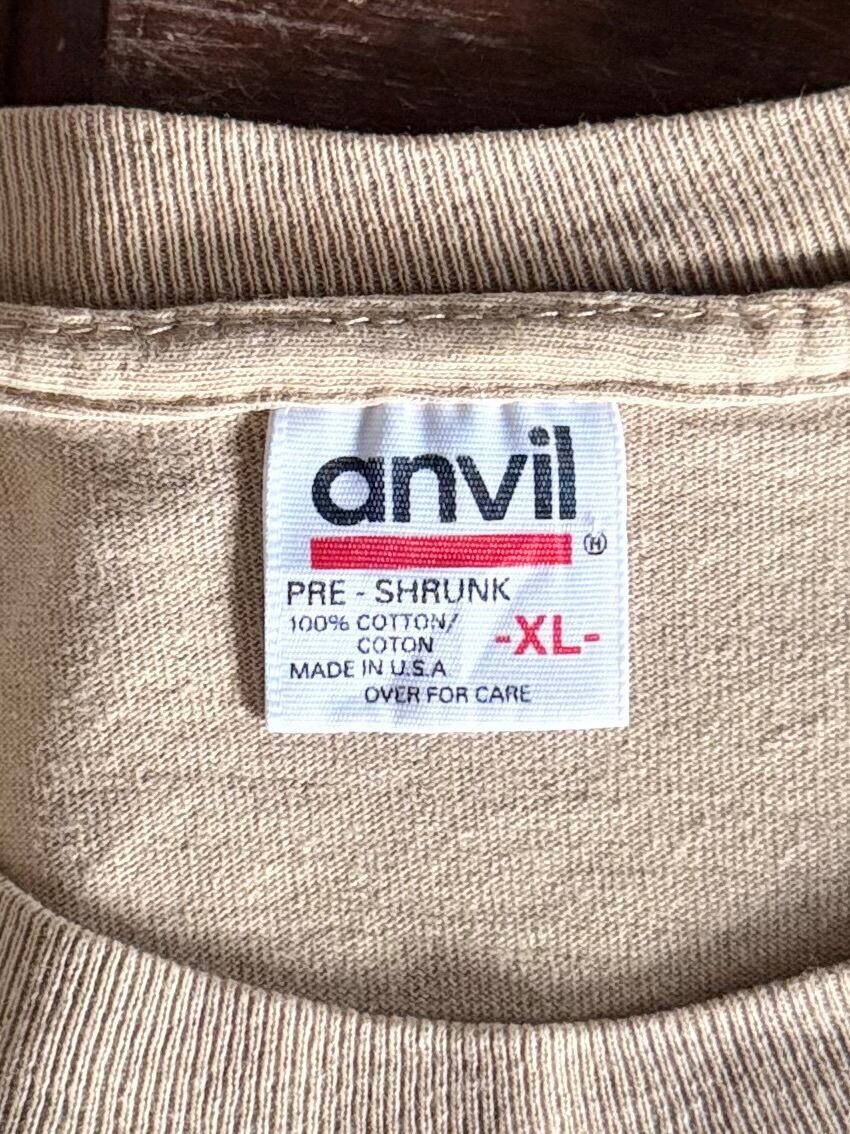 anvil
PRE - SHRUNK
100% COTTON/
COTON
-XL-
MADE IN U.S.A
OVER FOR CARE